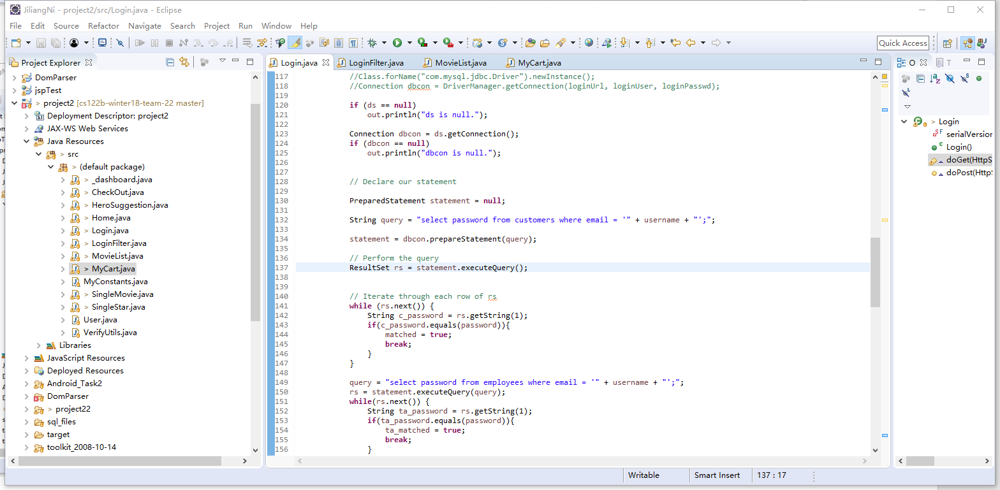 JiliangNi - project2/src/Login.java - Eclipse
File Edit Source Refactor Navigate Search Project Run Window Help
Quick Access
Project Explorer
DomParser
jspTest
> project2 [cs122b-winter18-team-22 master]
Deployment Descriptor: project2
JAX-WS Web Services
Java Resources
> src
> (default package)
> _dashboard.java
> CheckOut.java
> HeroSuggestion.java
> Home.java
> Login.java
> LoginFilter.java
> MovieList.java
> MyCart.java
MyConstants.java
> SingleMovie.java
> SingleStar.java
User.java
VerifyUtils.java
Libraries
JavaScript Resources
Deployed Resources
Android_Task2
DomParser
> project22
sql_files
target
toolkit_2008-10-14
Login.java LoginFilter.java MovieList.java MyCart.java
117 //Class.forName("com.mysql.jdbc.Driver").newInstance();
118 //Connection dbcon = DriverManager.getConnection(loginUrl, loginUser, loginPasswd);
119
120 if (ds == null)
121 out.println("ds is null.");
122
123 Connection dbcon = ds.getConnection();
124 if (dbcon == null)
125 out.println("dbcon is null.");
126
127
128 // Declare our statement
129
130 PreparedStatement statement = null;
131
132 String query = "select password from customers where email = '" + username + "';";
133
134 statement = dbcon.prepareStatement(query);
135
136 // Perform the query
137 ResultSet rs = statement.executeQuery();
138
139
140 // Iterate through each row of rs
141 while (rs.next()) {
142 String c_password = rs.getString(1);
143 if(c_password.equals(password)){
144 matched = true;
145 break;
146 }
147 }
148
149 query = "select password from employees where email = '" + username + "';";
150 rs = statement.executeQuery(query);
151 while(rs.next()) {
152 String ta_password = rs.getString(1);
153 if(ta_password.equals(password)){
154 ta_matched = true;
155 break;
156 }
O T
> Login
serialVersion
Login()
doGet(HttpS
doPost(Http
Writable Smart Insert 137 : 17